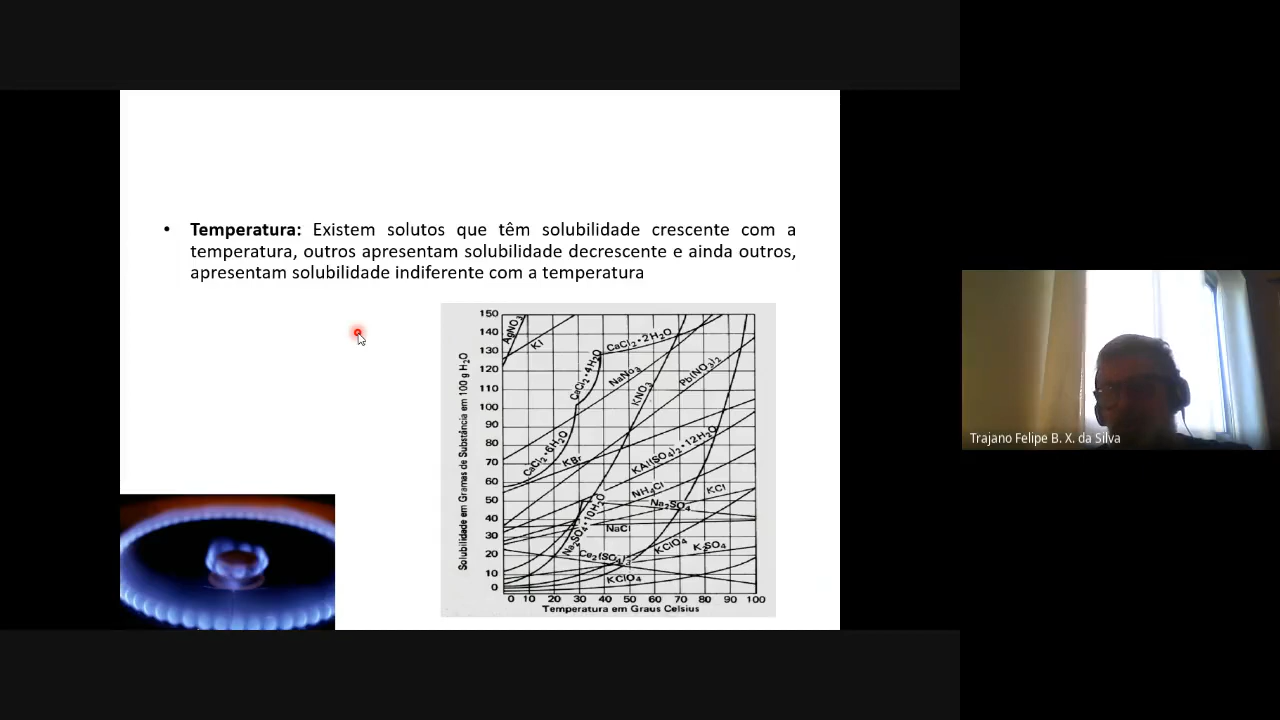 • Temperatura: Existem solutos que têm solubilidade crescente com a
temperatura, outros apresentam solubilidade decrescente e ainda outros,
apresentam solubilidade indiferente com a temperatura
Solubilidade em Gramas de Substância em 100 g H₂O
150
140
130
120
110
100
90
80
70
60
50
40
30
20
10
0
AgNO₃
KI
CaCl₂·2H₂O
CaCl₂·4H₂O
NaNo₃
KNO₃
Pb(NO₃)₂
CaCl₂·6H₂O
KBr
KAl(SO₄)₂·12H₂O
NH₄Cl
KCl
Na₂SO₄
Na₂SO₄·10H₂O
NaCl
Ce₂(SO₄)₃
KClO₄
K₂SO₄
KClO₄
0 10 20 30 40 50 60 70 80 90 100
Temperatura em Graus Celsius
Trajano Felipe B. X. da Silva